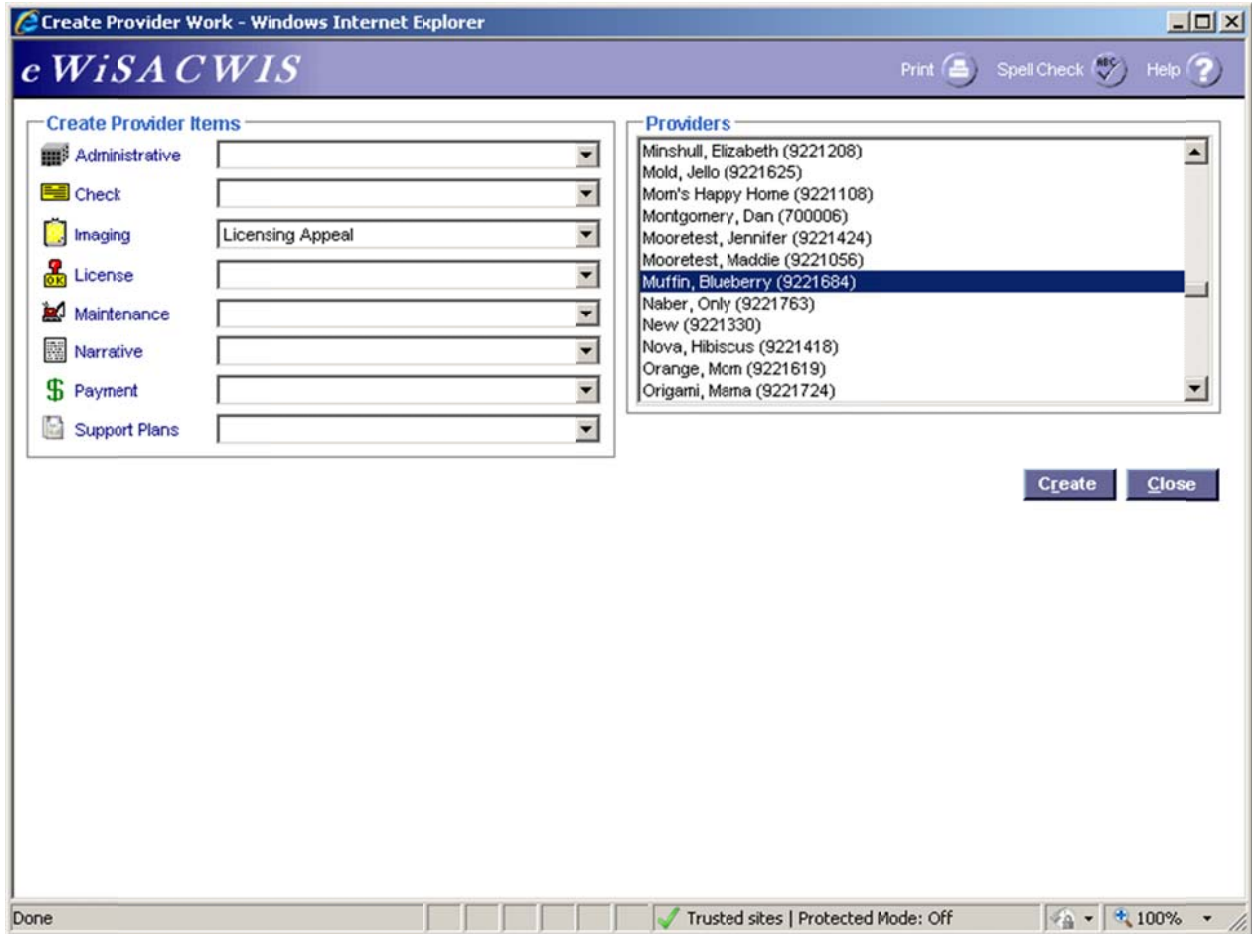 Create Provider Work - Windows Internet Explorer
eWiSACWIS
Print Spell Check ABC Help ?
Create Provider Items
Administrative
Check
Imaging Licensing Appeal
OK License
Maintenance
Narrative
$ Payment
Support Plans
Providers
Minshull, Elizabeth (9221208)
Mold, Jello (9221625)
Mom's Happy Home (9221108)
Montgomery, Dan (700006)
Mooretest, Jennifer (9221424)
Mooretest, Maddie (9221056)
Muffin, Blueberry (9221684)
Naber, Only (9221763)
New (9221330)
Nova, Hibiscus (9221418)
Orange, Mom (9221619)
Origami, Mama (9221724)
Create Close
Done Trusted sites | Protected Mode: Off 100%